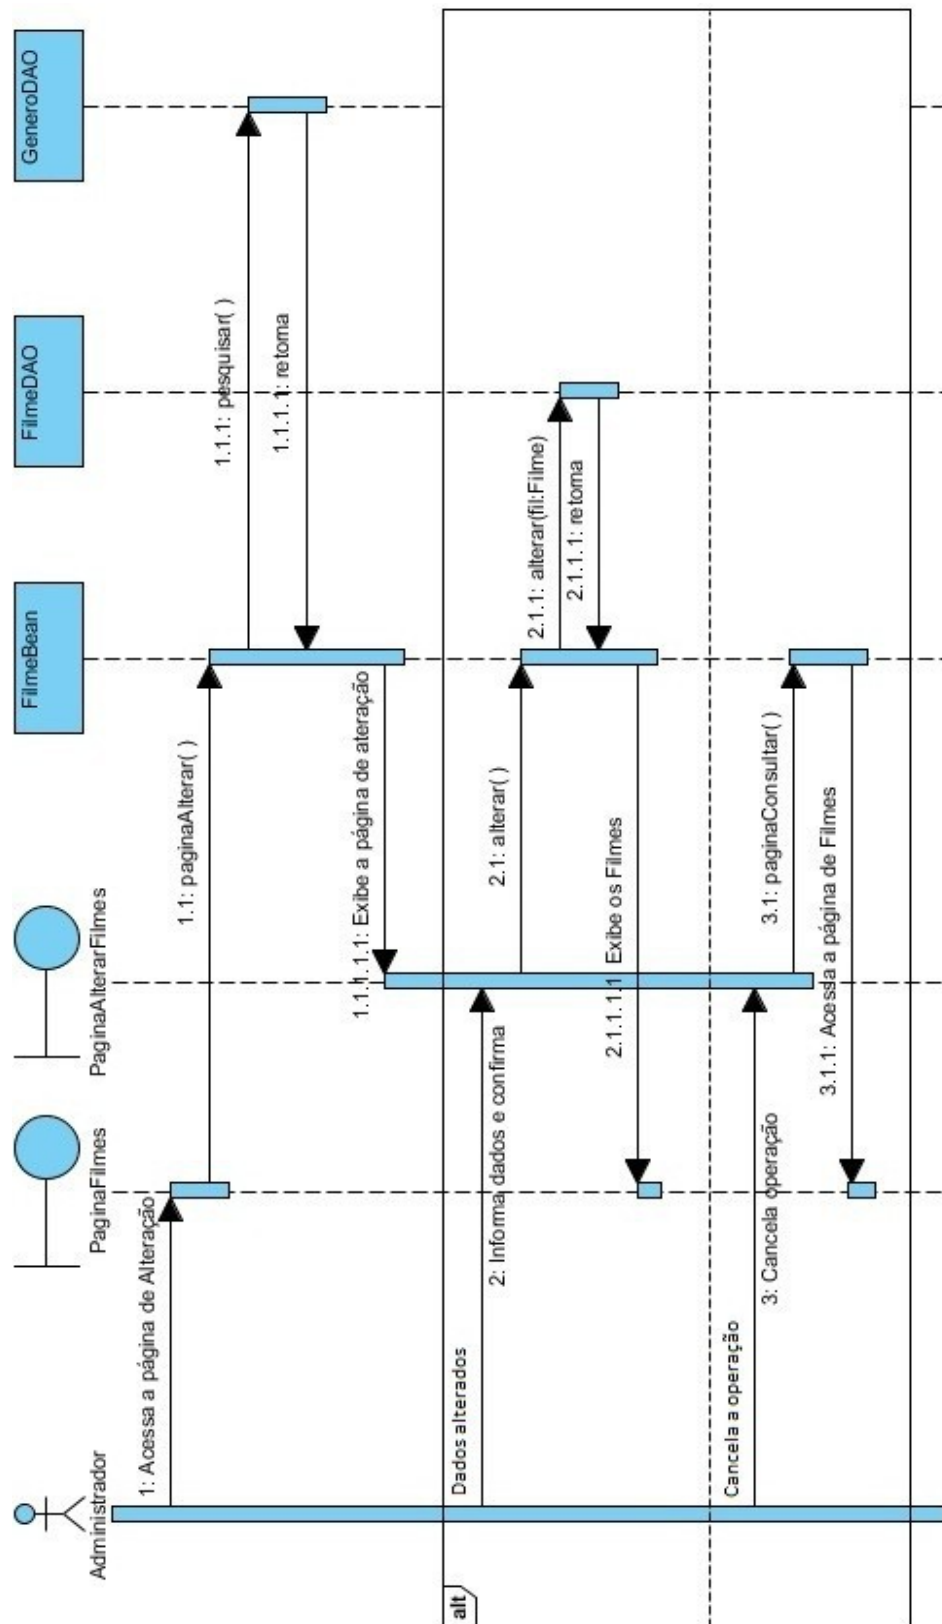 Administrador
PaginaFilmes
PaginaAlterarFilmes
FilmeBean
FilmeDAO
GeneroDAO
1: Acessa a página de Alteração
1.1: paginaAlterar( )
1.1.1: pesquisar( )
1.1.1.1: retorna
1.1.1.1.1: Exibe a página de ateração
alt
Dados alterados
2: Informa dados e confirma
2.1: alterar( )
2.1.1: alterar(fil:Filme)
2.1.1.1: retorna
2.1.1.1.1 Exibe os Filmes
Cancela a operação
3: Cancela operação
3.1: paginaConsultar( )
3.1.1: Acessa a página de Filmes